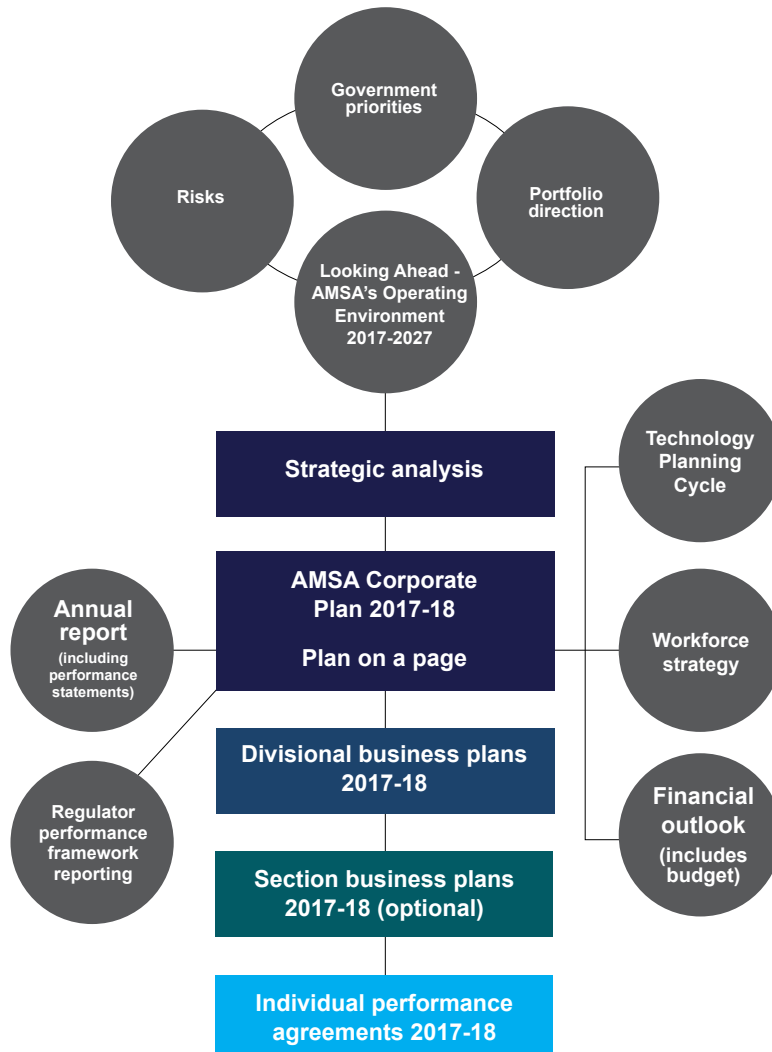 Government
priorities
Risks
Portfolio
direction
Looking Ahead -
AMSA's Operating
Environment
2017-2027
Strategic analysis
Technology
Planning
Cycle
AMSA Corporate
Plan 2017-18
Plan on a page
Annual
report
(including
performance
statements)
Workforce
strategy
Divisional business plans
2017-18
Regulator
performance
framework
reporting
Financial
outlook
(includes
budget)
Section business plans
2017-18 (optional)
Individual performance
agreements 2017-18